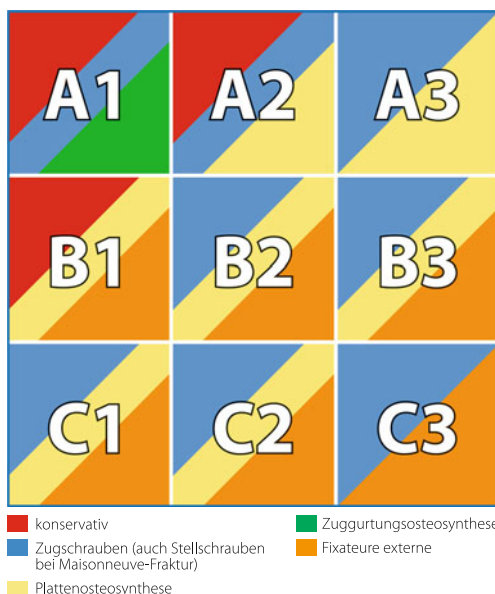 A1 A2 A3
B1 B2 B3
C1 C2 C3
konservativ
Zugschrauben (auch Stellschrauben
bei Maisonneuve-Fraktur)
Plattenosteosynthese
Zuggurtungsosteosynthese
Fixateure externe